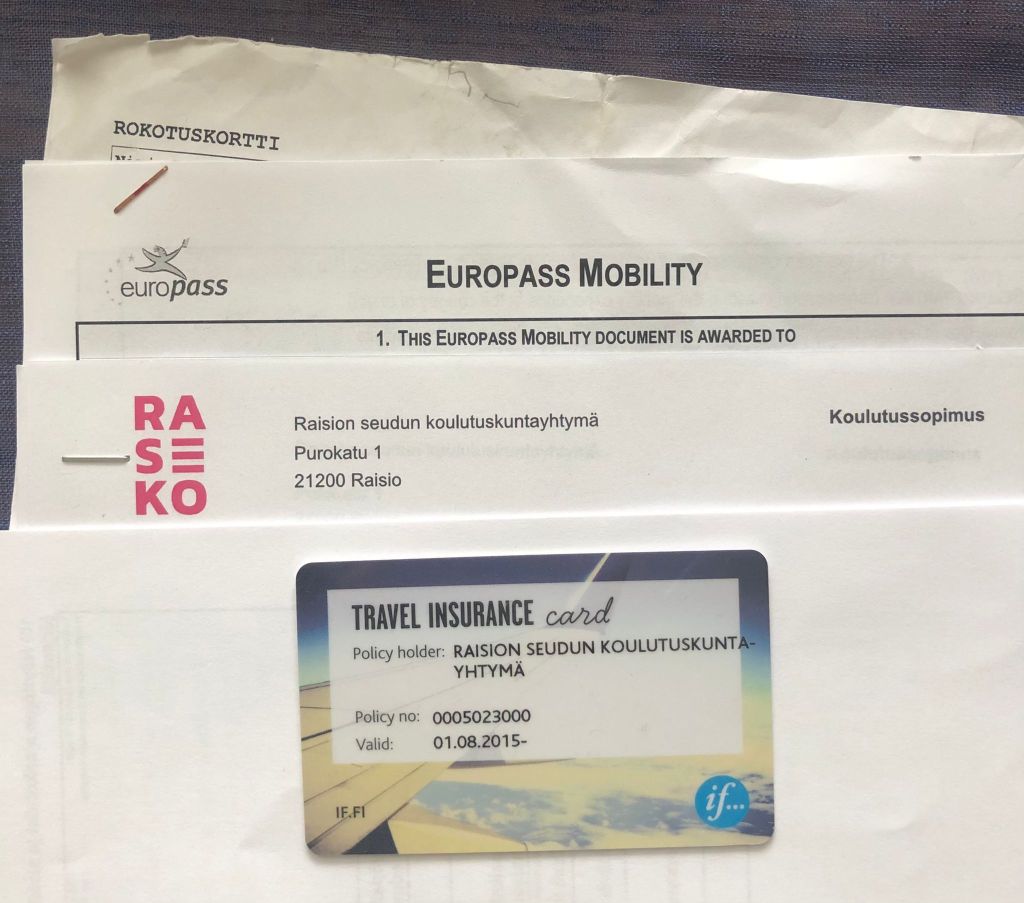 ROKOTUSKORTTI
europass
EUROPASS MOBILITY
1. THIS EUROPASS MOBILITY DOCUMENT IS AWARDED TO
RA
SE
KO
Raision seudun koulutuskuntayhtymä
Purokatu 1
21200 Raisio
Koulutussopimus
TRAVEL INSURANCE card
Policy holder: RAISION SEUDUN KOULUTUSKUNTA-
YHTYMÄ
Policy no: 0005023000
Valid: 01.08.2015-
IF.FI
if...